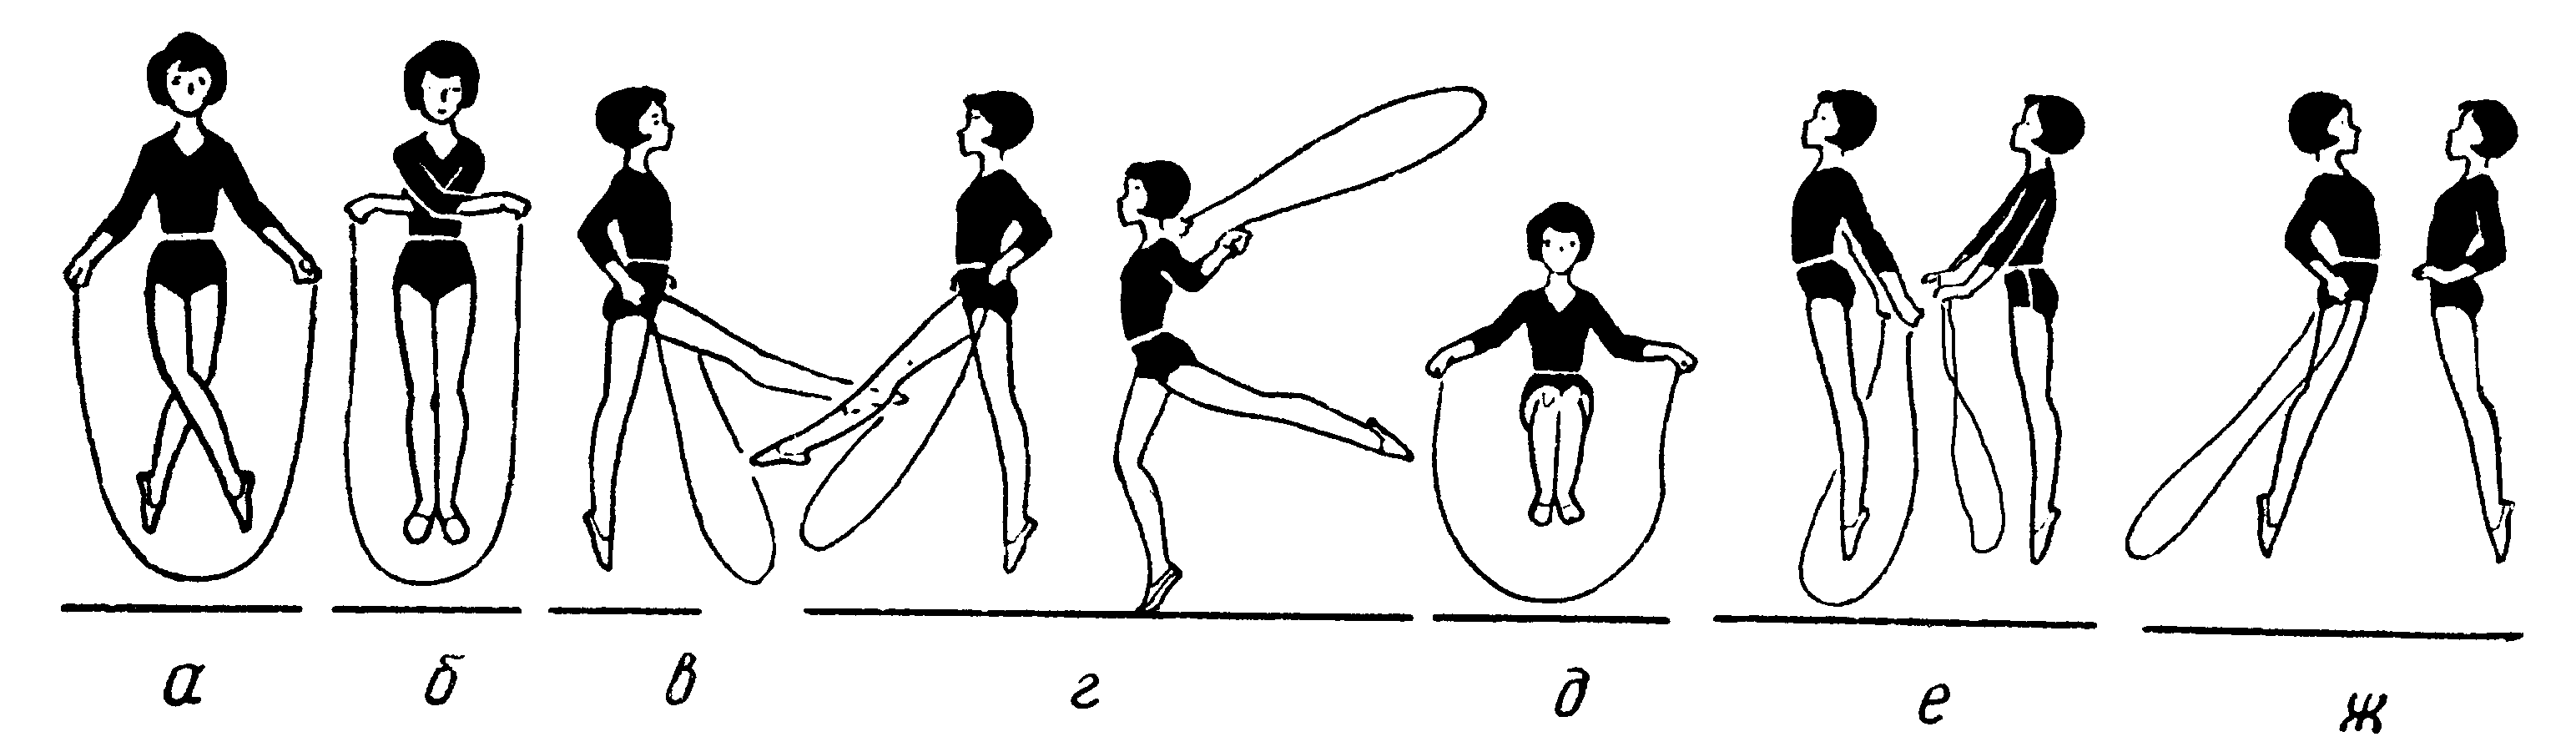 а б в г д е ж